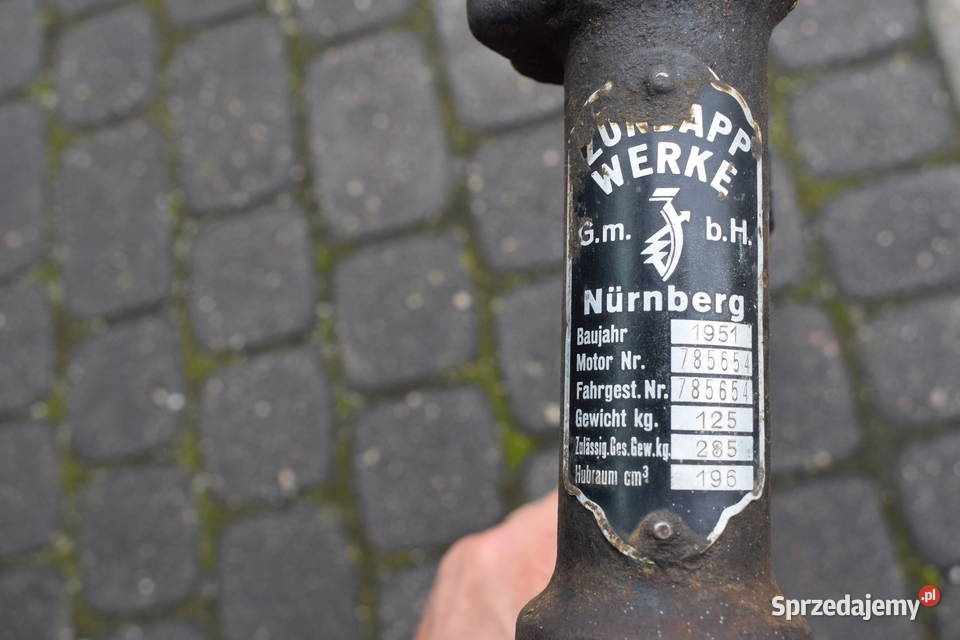 ZUNDAPP
WERKE
G.m. b.H.
Nürnberg
Baujahr 1951
Motor Nr. 785654
Fahrgest. Nr. 785654
Gewicht kg. 125
Zulässig. Ges. Gew. kg. 285
Hubraum cm³ 196
Sprzedajemy.pl